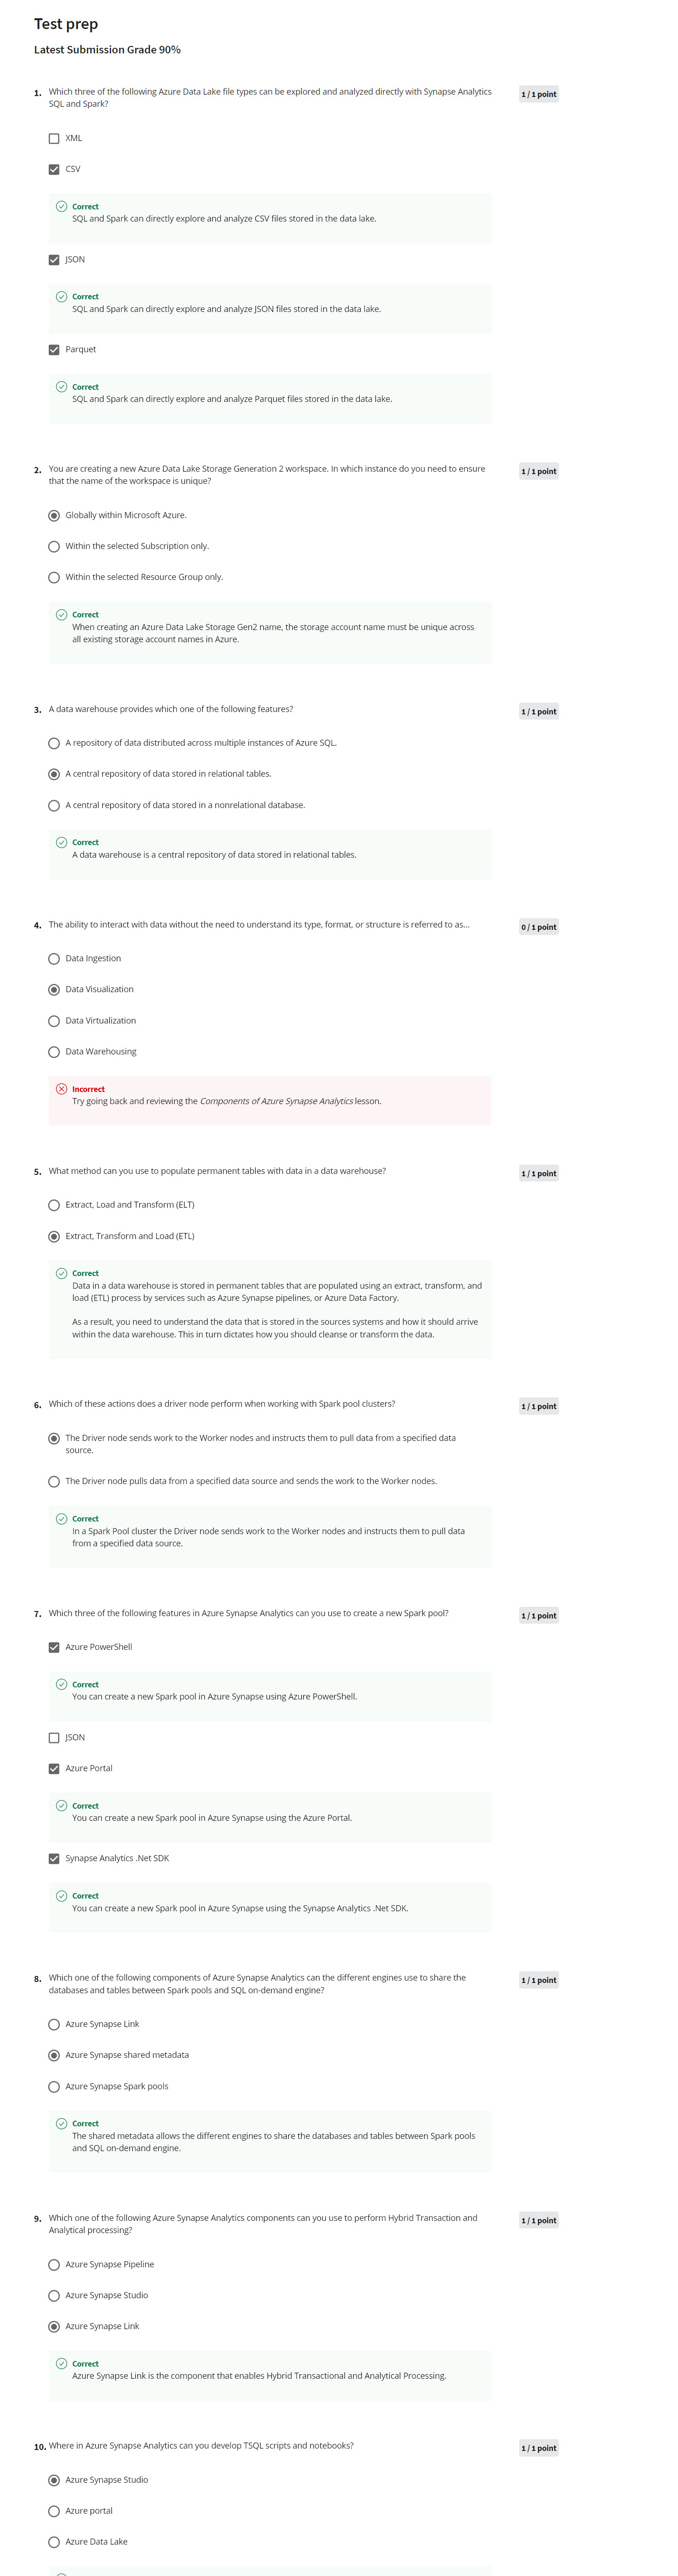 Test prep
Latest Submission Grade 90%
1. Which three of the following Azure Data Lake file types can be explored and analyzed directly with Synapse Analytics
SQL and Spark?
1 / 1 point
XML
CSV
Correct
SQL and Spark can directly explore and analyze CSV files stored in the data lake.
JSON
Correct
SQL and Spark can directly explore and analyze JSON files stored in the data lake.
Parquet
Correct
SQL and Spark can directly explore and analyze Parquet files stored in the data lake.
2. You are creating a new Azure Data Lake Storage Generation 2 workspace. In which instance do you need to ensure
that the name of the workspace is unique?
1 / 1 point
Globally within Microsoft Azure.
Within the selected Subscription only.
Within the selected Resource Group only.
Correct
When creating an Azure Data Lake Storage Gen2 name, the storage account name must be unique across
all existing storage account names in Azure.
3. A data warehouse provides which one of the following features?
1 / 1 point
A repository of data distributed across multiple instances of Azure SQL.
A central repository of data stored in relational tables.
A central repository of data stored in a nonrelational database.
Correct
A data warehouse is a central repository of data stored in relational tables.
4. The ability to interact with data without the need to understand its type, format, or structure is referred to as...
0 / 1 point
Data Ingestion
Data Visualization
Data Virtualization
Data Warehousing
Incorrect
Try going back and reviewing the Components of Azure Synapse Analytics lesson.
5. What method can you use to populate permanent tables with data in a data warehouse?
1 / 1 point
Extract, Load and Transform (ELT)
Extract, Transform and Load (ETL)
Correct
Data in a data warehouse is stored in permanent tables that are populated using an extract, transform, and
load (ETL) process by services such as Azure Synapse pipelines, or Azure Data Factory.
As a result, you need to understand the data that is stored in the sources systems and how it should arrive
within the data warehouse. This in turn dictates how you should cleanse or transform the data.
6. Which of these actions does a driver node perform when working with Spark pool clusters?
1 / 1 point
The Driver node sends work to the Worker nodes and instructs them to pull data from a specified data
source.
The Driver node pulls data from a specified data source and sends the work to the Worker nodes.
Correct
In a Spark Pool cluster the Driver node sends work to the Worker nodes and instructs them to pull data
from a specified data source.
7. Which three of the following features in Azure Synapse Analytics can you use to create a new Spark pool?
1 / 1 point
Azure PowerShell
Correct
You can create a new Spark pool in Azure Synapse using Azure PowerShell.
JSON
Azure Portal
Correct
You can create a new Spark pool in Azure Synapse using the Azure Portal.
Synapse Analytics .Net SDK
Correct
You can create a new Spark pool in Azure Synapse using the Synapse Analytics .Net SDK.
8. Which one of the following components of Azure Synapse Analytics can the different engines use to share the
databases and tables between Spark pools and SQL on-demand engine?
1 / 1 point
Azure Synapse Link
Azure Synapse shared metadata
Azure Synapse Spark pools
Correct
The shared metadata allows the different engines to share the databases and tables between Spark pools
and SQL on-demand engine.
9. Which one of the following Azure Synapse Analytics components can you use to perform Hybrid Transaction and
Analytical processing?
1 / 1 point
Azure Synapse Pipeline
Azure Synapse Studio
Azure Synapse Link
Correct
Azure Synapse Link is the component that enables Hybrid Transactional and Analytical Processing.
10. Where in Azure Synapse Analytics can you develop TSQL scripts and notebooks?
1 / 1 point
Azure Synapse Studio
Azure portal
Azure Data Lake